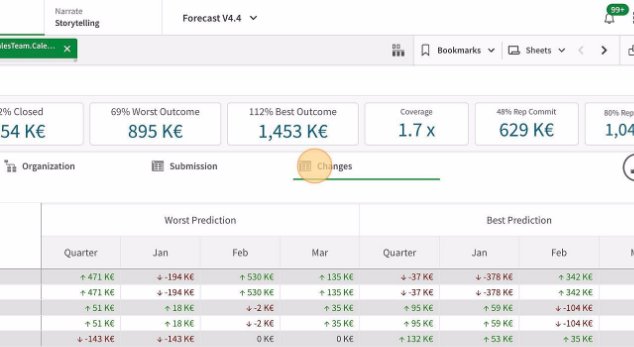 Narrate
Storytelling
Forecast V4.4
99+
alesTeam.Cale...
Bookmarks
Sheets
2% Closed
54 K€
69% Worst Outcome
895 K€
112% Best Outcome
1,453 K€
Coverage
1.7 x
48% Rep Commit
629 K€
80% Rep
1,04
Organization
Submission
Changes
Worst Prediction
Best Prediction
Quarter Jan Feb Mar Quarter Jan Feb
↑ 471 K€ ↓ -194 K€ ↑ 530 K€ ↑ 135 K€ ↓ -37 K€ ↓ -378 K€ ↑ 342 K€
↑ 471 K€ ↓ -194 K€ ↑ 530 K€ ↑ 135 K€ ↓ -37 K€ ↓ -378 K€ ↑ 342 K€
↑ 51 K€ ↑ 18 K€ ↓ -2 K€ ↑ 35 K€ ↑ 95 K€ ↑ 59 K€ ↓ -104 K€
↑ 51 K€ ↑ 18 K€ ↓ -2 K€ ↑ 35 K€ ↑ 95 K€ ↑ 59 K€ ↓ -104 K€
↓ -143 K€ ↓ -143 K€ 0 K€ 0 K€ ↑ 132 K€ ↑ 53 K€ ↑ 35 K€